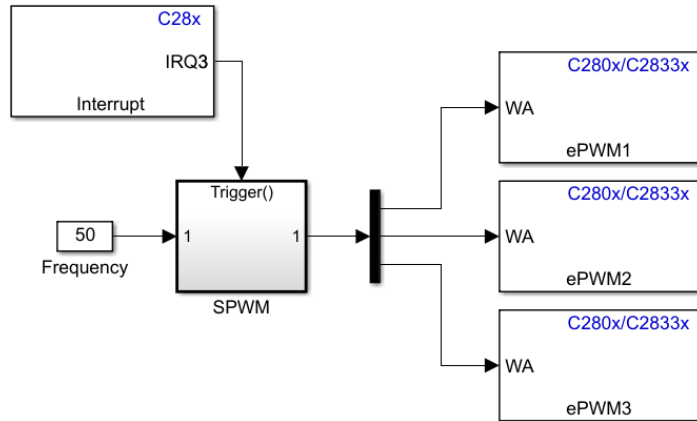 C28x
IRQ3
Interrupt
Trigger()
50
1
1
Frequency
SPWM
C280x/C2833x
WA
ePWM1
C280x/C2833x
WA
ePWM2
C280x/C2833x
WA
ePWM3